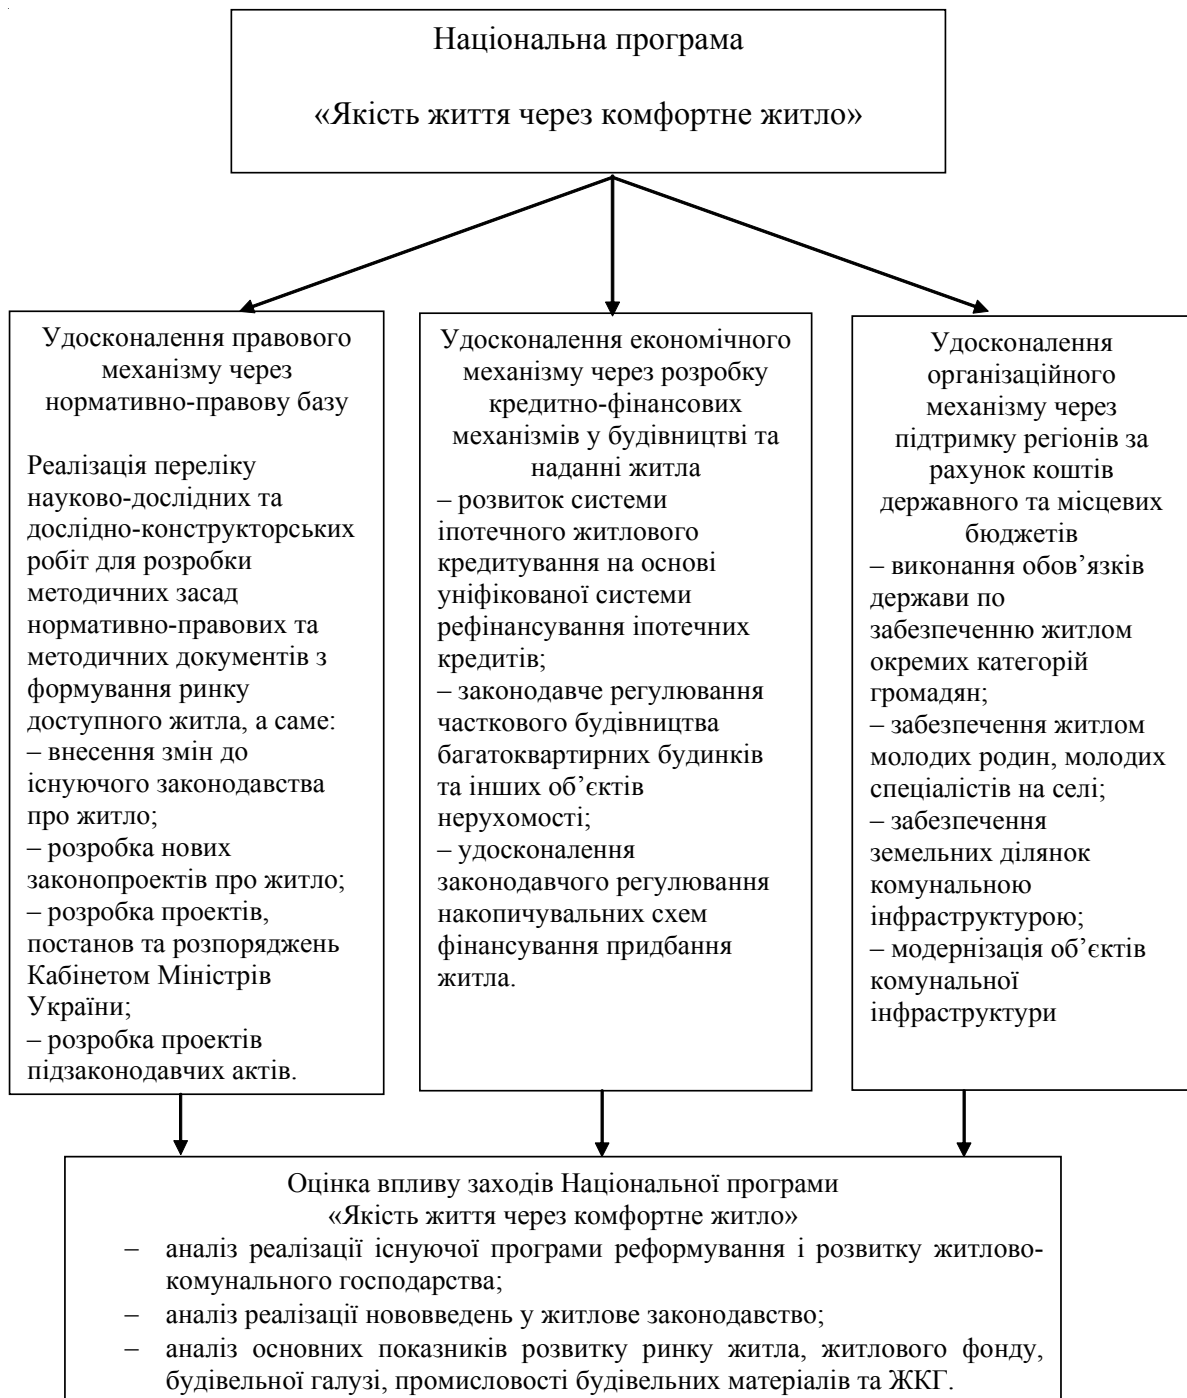 Національна програма
«Якість життя через комфортне житло»
Удосконалення правового
механізму через
нормативно-правову базу
Реалізація переліку
науково-дослідних та
дослідно-конструкторських
робіт для розробки
методичних засад
нормативно-правових та
методичних документів з
формування ринку
доступного житла, а саме:
– внесення змін до
існуючого законодавства
про житло;
– розробка нових
законопроектів про житло;
– розробка проектів,
постанов та розпоряджень
Кабінетом Міністрів
України;
– розробка проектів
підзаконодавчих актів.
Удосконалення економічного
механізму через розробку
кредитно-фінансових
механізмів у будівництві та
наданні житла
– розвиток системи
іпотечного житлового
кредитування на основі
уніфікованої системи
рефінансування іпотечних
кредитів;
– законодавче регулювання
часткового будівництва
багатоквартирних будинків
та інших об’єктів
нерухомості;
– удосконалення
законодавчого регулювання
накопичувальних схем
фінансування придбання
житла.
Удосконалення
організаційного
механізму через
підтримку регіонів за
рахунок коштів
державного та місцевих
бюджетів
– виконання обов’язків
держави по
забезпеченню житлом
окремих категорій
громадян;
– забезпечення житлом
молодих родин, молодих
спеціалістів на селі;
– забезпечення
земельних ділянок
комунальною
інфраструктурою;
– модернізація об’єктів
комунальної
інфраструктури
Оцінка впливу заходів Національної програми
«Якість життя через комфортне житло»
– аналіз реалізації існуючої програми реформування і розвитку житлово-
комунального господарства;
– аналіз реалізації нововведень у житлове законодавство;
– аналіз основних показників розвитку ринку житла, житлового фонду,
будівельної галузі, промисловості будівельних матеріалів та ЖКГ.